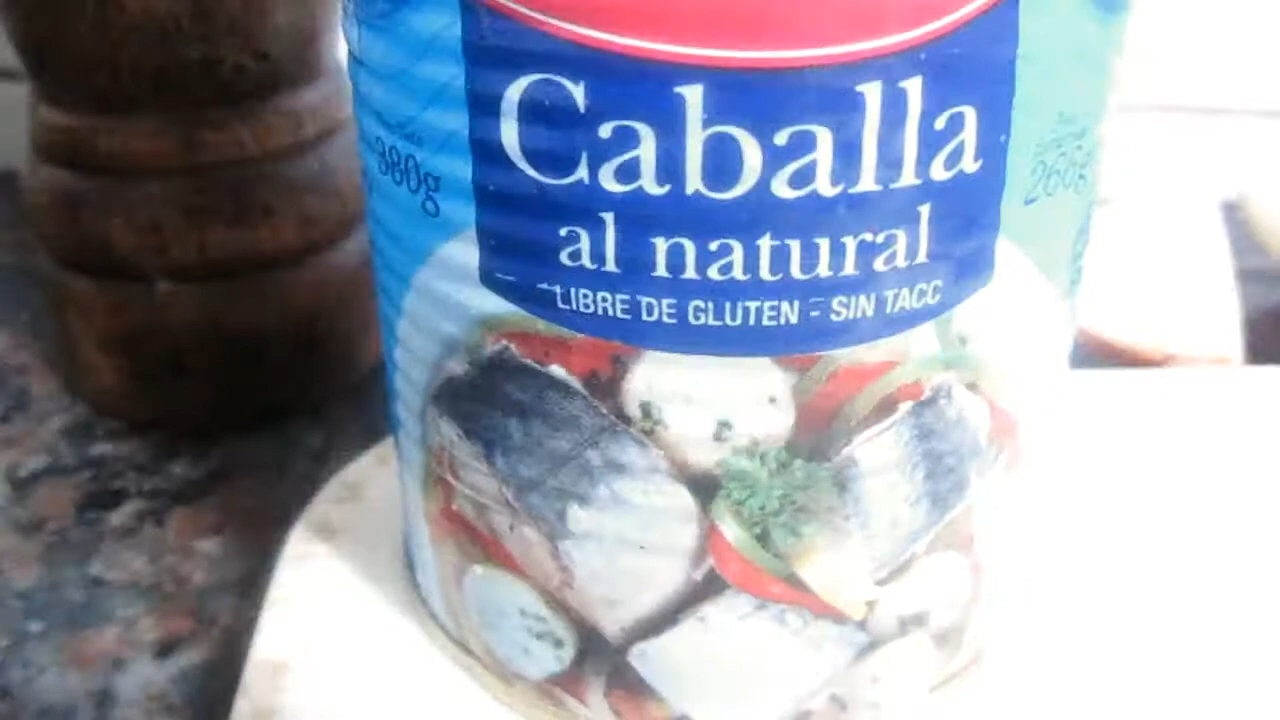 Caballa
al natural
LIBRE DE GLUTEN - SIN TACC
380g
266g